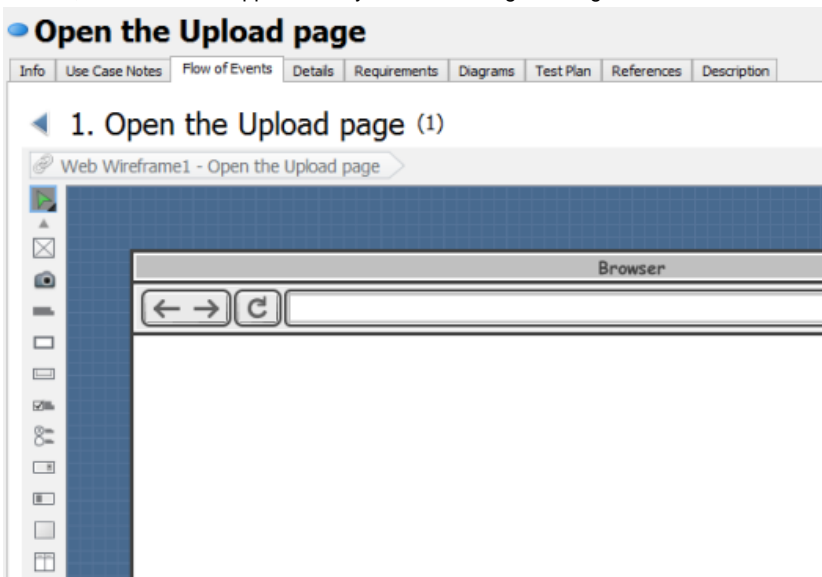 Open the Upload page
Info Use Case Notes Flow of Events Details Requirements Diagrams Test Plan References Description
1. Open the Upload page (1)
Web Wireframe1 - Open the Upload page
Browser